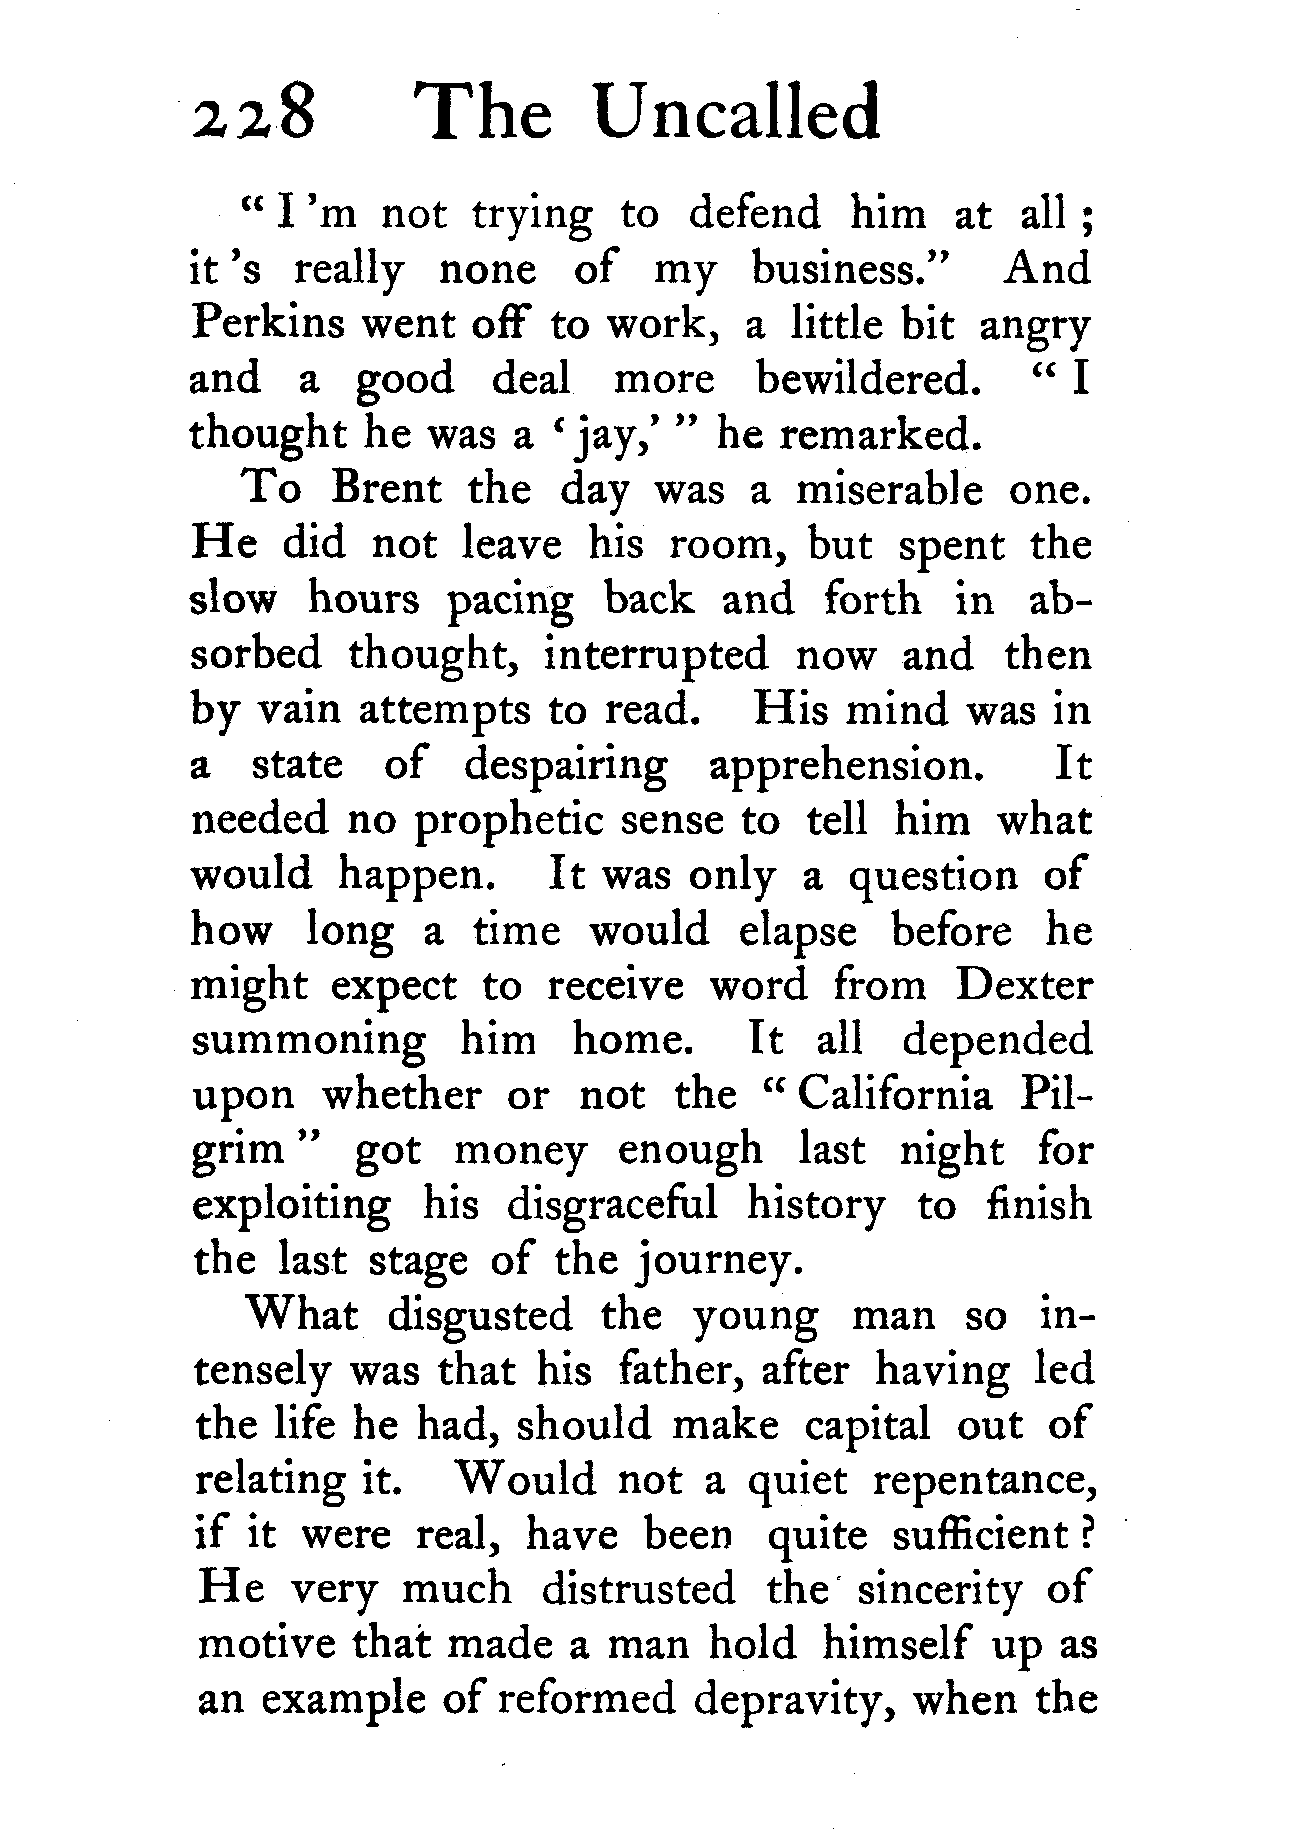 228 The Uncalled
“ I ’m not trying to defend him at all ;
it ’s really none of my business.” And
Perkins went off to work, a little bit angry
and a good deal more bewildered. “ I
thought he was a ‘ jay,’ ” he remarked.
To Brent the day was a miserable one.
He did not leave his room, but spent the
slow hours pacing back and forth in ab-
sorbed thought, interrupted now and then
by vain attempts to read. His mind was in
a state of despairing apprehension. It
needed no prophetic sense to tell him what
would happen. It was only a question of
how long a time would elapse before he
might expect to receive word from Dexter
summoning him home. It all depended
upon whether or not the “ California Pil-
grim ” got money enough last night for
exploiting his disgraceful history to finish
the last stage of the journey.
What disgusted the young man so in-
tensely was that his father, after having led
the life he had, should make capital out of
relating it. Would not a quiet repentance,
if it were real, have been quite sufficient ?
He very much distrusted the sincerity of
motive that made a man hold himself up as
an example of reformed depravity, when the